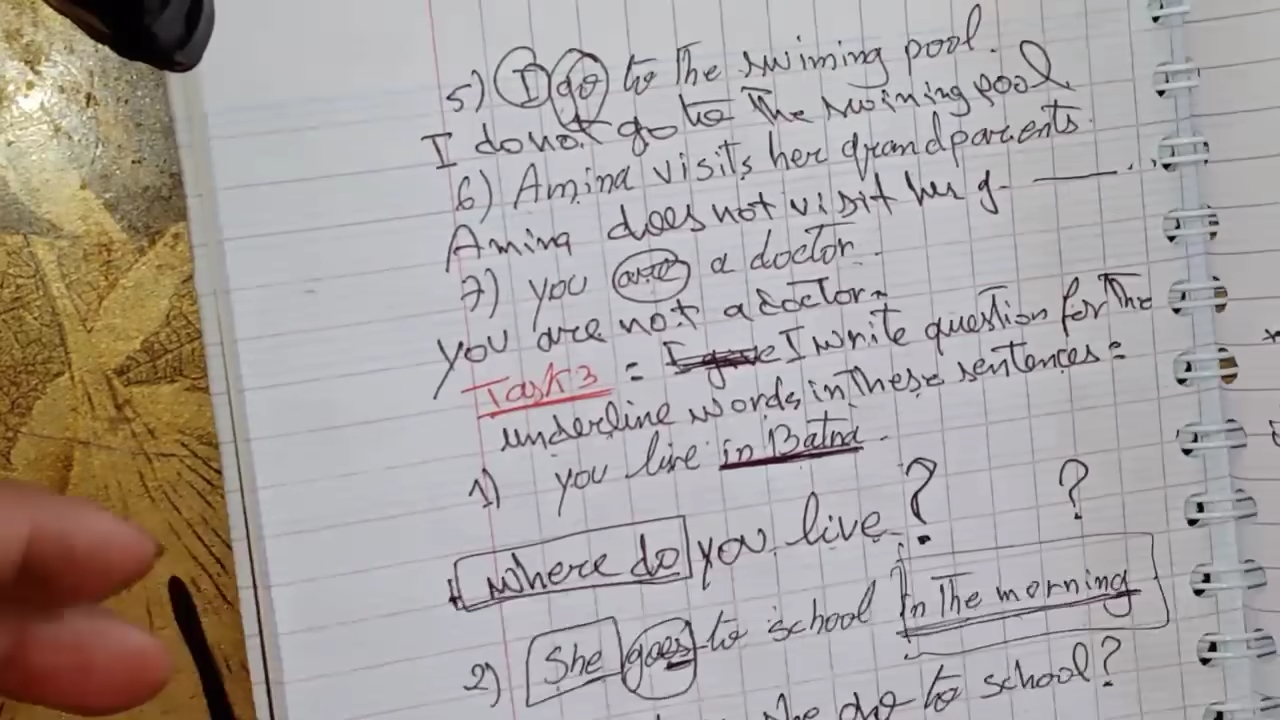 5) I go to the swiming pool.
I do not go to the swining pool
6) Amina visits her grandparents.
Amina does not visit her g. ____...
7) you are a doctor.
you are not a doctor.
Task 3 : I write question for the
underline words in these sentences:
1) you live in Batna.
where do you live? ?
2) She goes to school in the morning
to school?